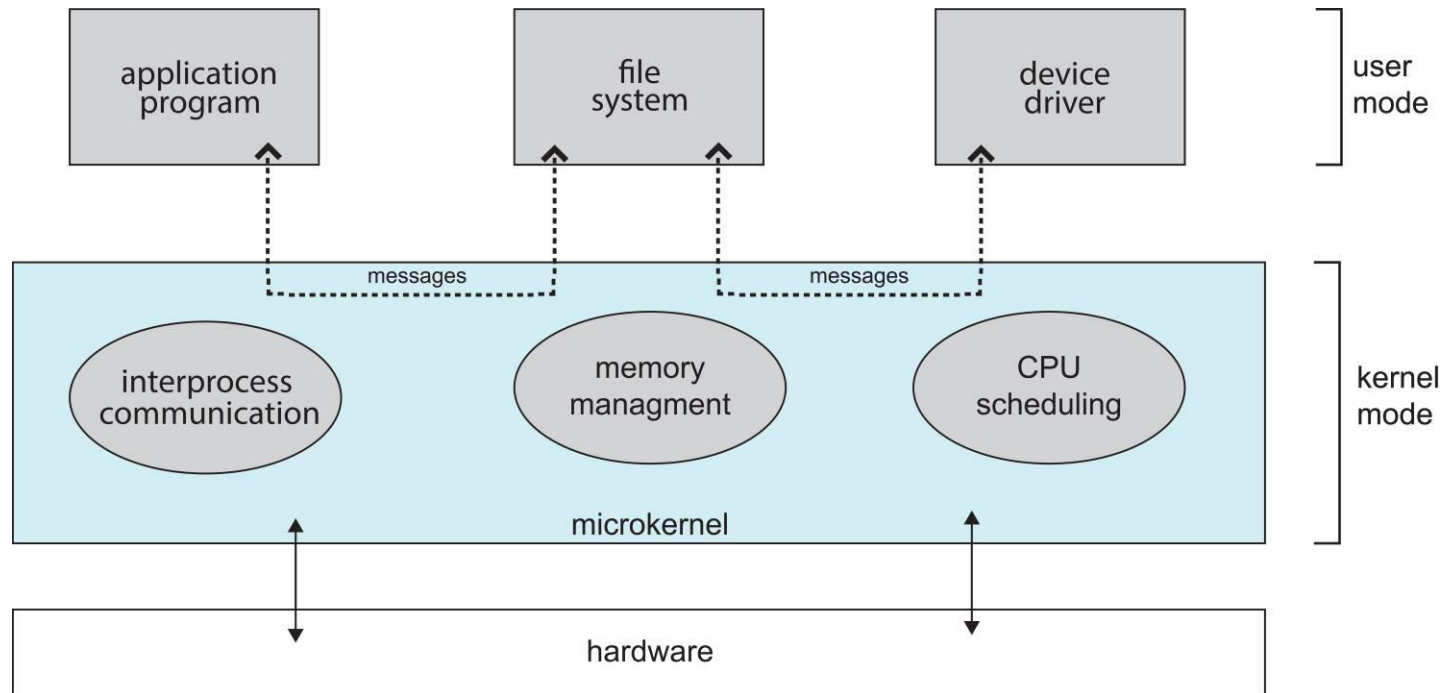 application
program
file
system
device
driver
user
mode
messages
messages
interprocess
communication
memory
managment
CPU
scheduling
kernel
mode
microkernel
hardware